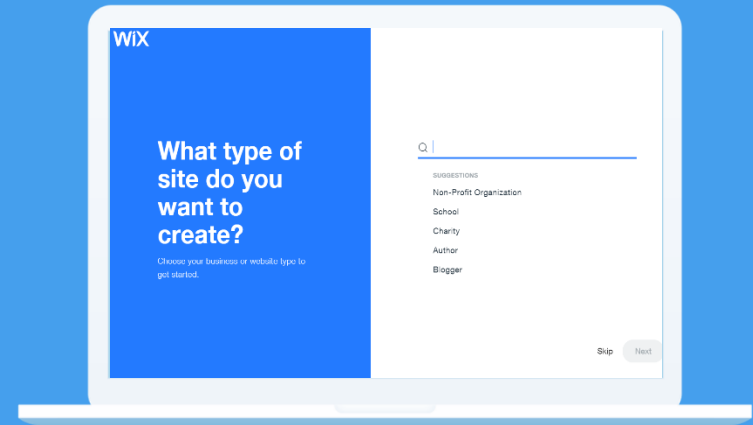 WiX
What type of
site do you
want to
create?
Choose your business or website type to
get started.
SUGGESTIONS
Non-Profit Organization
School
Charity
Author
Blogger
Skip
Next